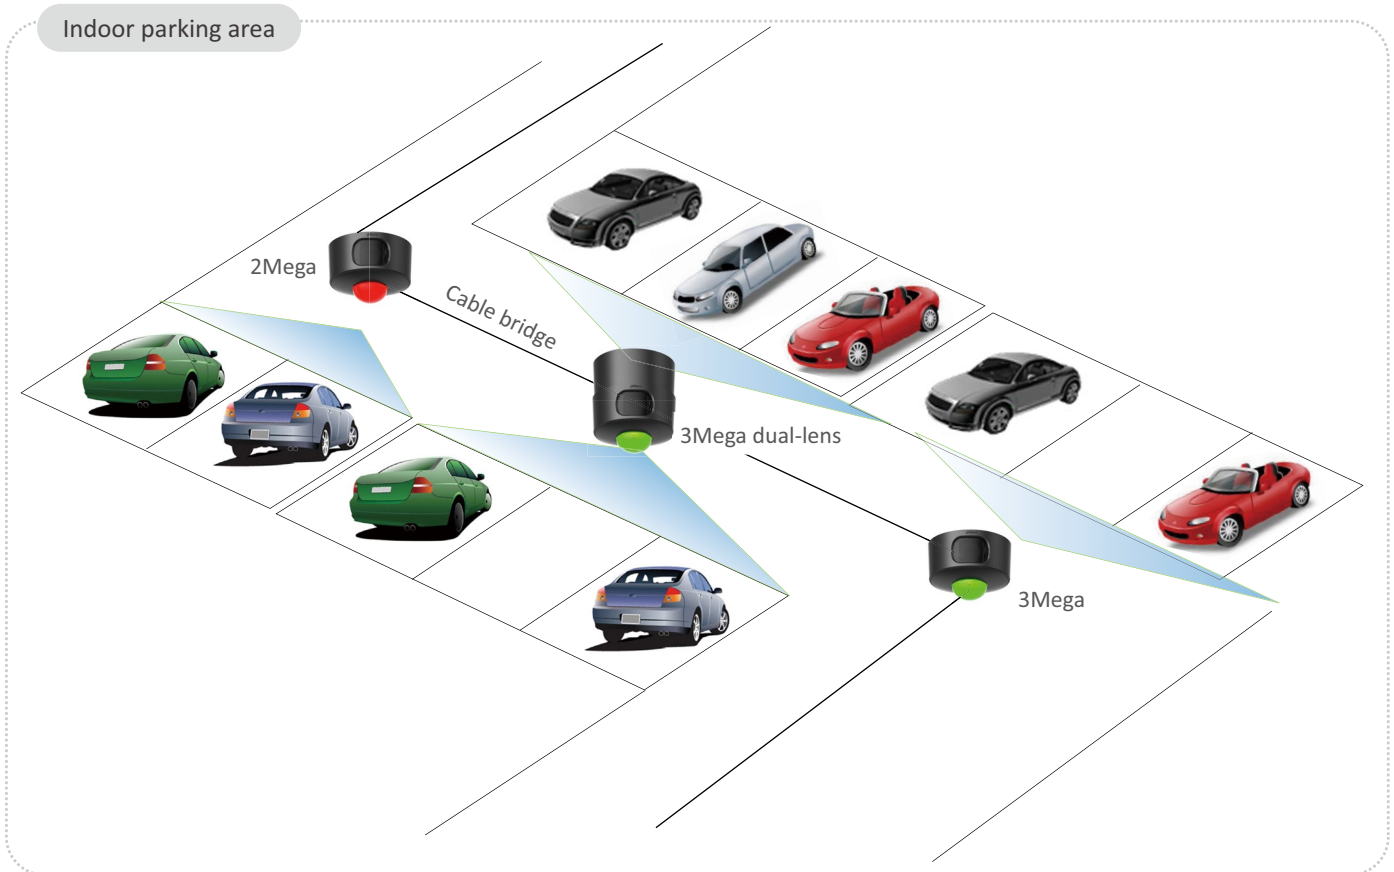 Indoor parking area
2Mega
Cable bridge
3Mega dual-lens
3Mega